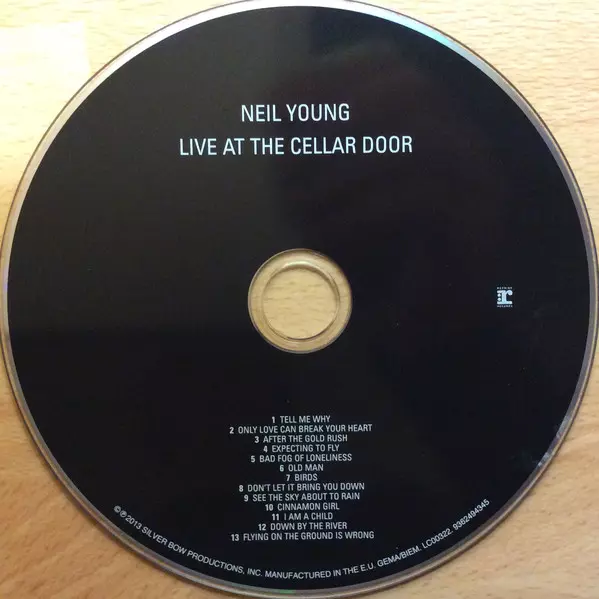 NEIL YOUNG
LIVE AT THE CELLAR DOOR
REPRISE
r
RECORDS
1 TELL ME WHY
2 ONLY LOVE CAN BREAK YOUR HEART
3 AFTER THE GOLD RUSH
4 EXPECTING TO FLY
5 BAD FOG OF LONELINESS
6 OLD MAN
7 BIRDS
8 DON'T LET IT BRING YOU DOWN
9 SEE THE SKY ABOUT TO RAIN
10 CINNAMON GIRL
11 I AM A CHILD
12 DOWN BY THE RIVER
13 FLYING ON THE GROUND IS WRONG
©℗ 2013 SILVER BOW PRODUCTIONS, INC. MANUFACTURED IN THE E.U. GEMA/BIEM. LC00322. 9362494345